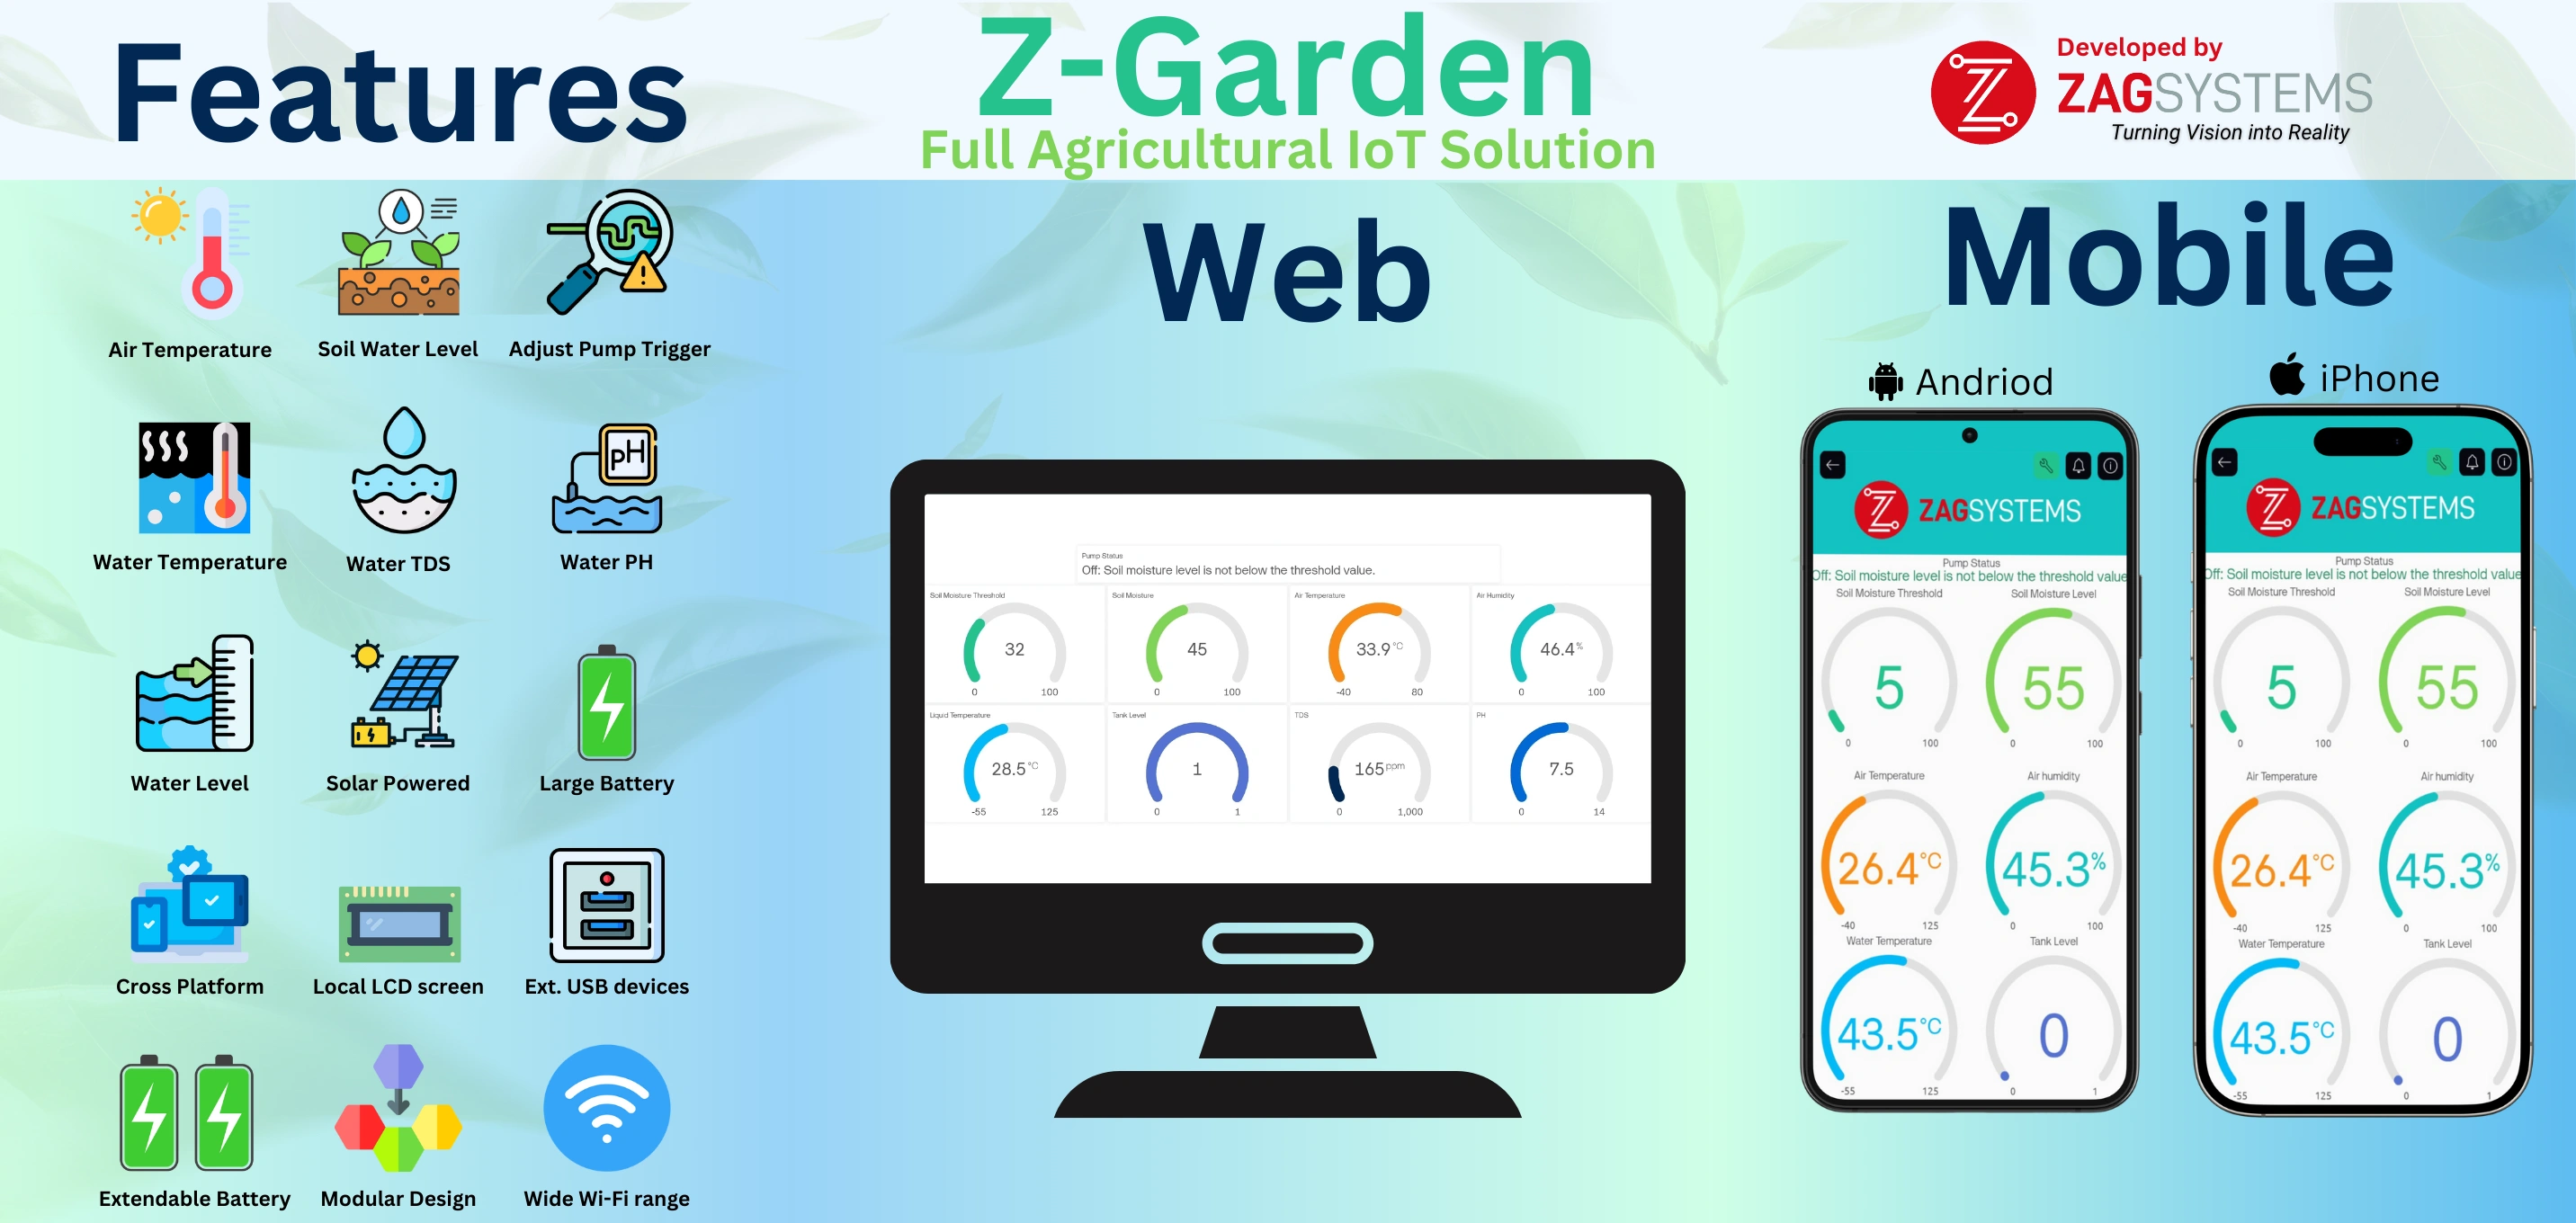 Features
Z-Garden
Full Agricultural IoT Solution
Developed by
ZAGSYSTEMS
Turning Vision into Reality
Air Temperature
Soil Water Level
Adjust Pump Trigger
Water Temperature
Water TDS
pH
Water PH
Water Level
Solar Powered
Large Battery
Cross Platform
Local LCD screen
Ext. USB devices
Extendable Battery
Modular Design
Wide Wi-Fi range
Web
Pump Status
Off: Soil moisture level is not below the threshold value.
Soil Moisture Threshold
32
0 100
Soil Moisture
45
0 100
Air Temperature
33.9 °C
-40 80
Air Humidity
46.4 %
0 100
Liquid Temperature
28.5 °C
-55 125
Tank Level
1
0 1
TDS
165 ppm
0 1,000
PH
7.5
0 14
Mobile
Andriod
ZAGSYSTEMS
Pump Status
Off: Soil moisture level is not below the threshold value
Soil Moisture Threshold
5
0 100
Soil Moisture Level
55
0 100
Air Temperature
26.4 °C
-40 125
Air humidity
45.3 %
0 100
Water Temperature
43.5 °C
-55 125
Tank Level
0
0 1
iPhone
ZAGSYSTEMS
Pump Status
Off: Soil moisture level is not below the threshold value
Soil Moisture Threshold
5
0 100
Soil Moisture Level
55
0 100
Air Temperature
26.4 °C
-40 125
Air humidity
45.3 %
0 100
Water Temperature
43.5 °C
-55 125
Tank Level
0
0 1